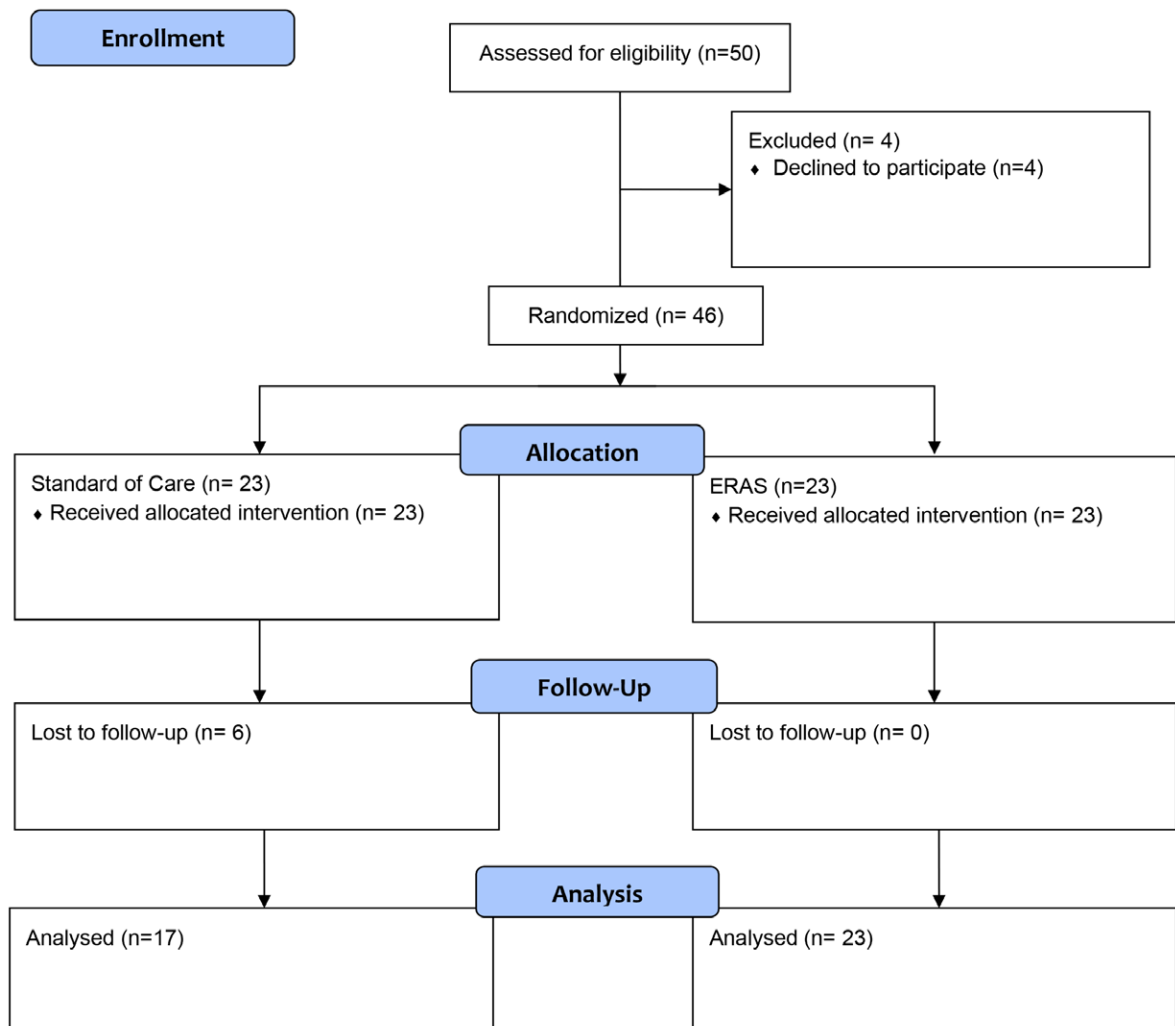 Enrollment
Assessed for eligibility (n=50)
Excluded (n= 4)
♦ Declined to participate (n=4)
Randomized (n= 46)
Allocation
Standard of Care (n= 23)
♦ Received allocated intervention (n= 23)
ERAS (n=23)
♦ Received allocated intervention (n= 23)
Follow-Up
Lost to follow-up (n= 6)
Lost to follow-up (n= 0)
Analysis
Analysed (n=17)
Analysed (n= 23)